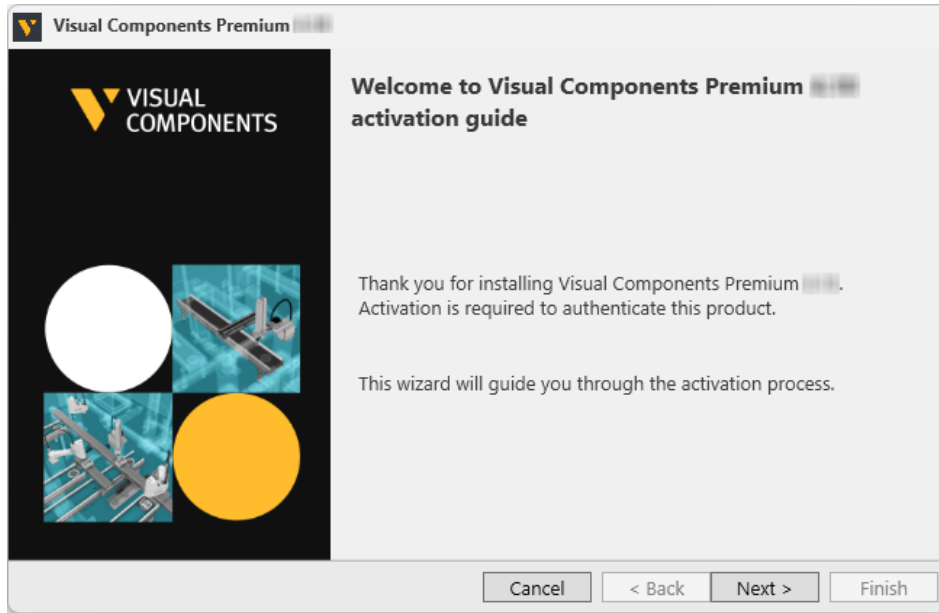 Visual Components Premium
VISUAL
COMPONENTS
Welcome to Visual Components Premium
activation guide
Thank you for installing Visual Components Premium .
Activation is required to authenticate this product.
This wizard will guide you through the activation process.
Cancel
< Back
Next >
Finish